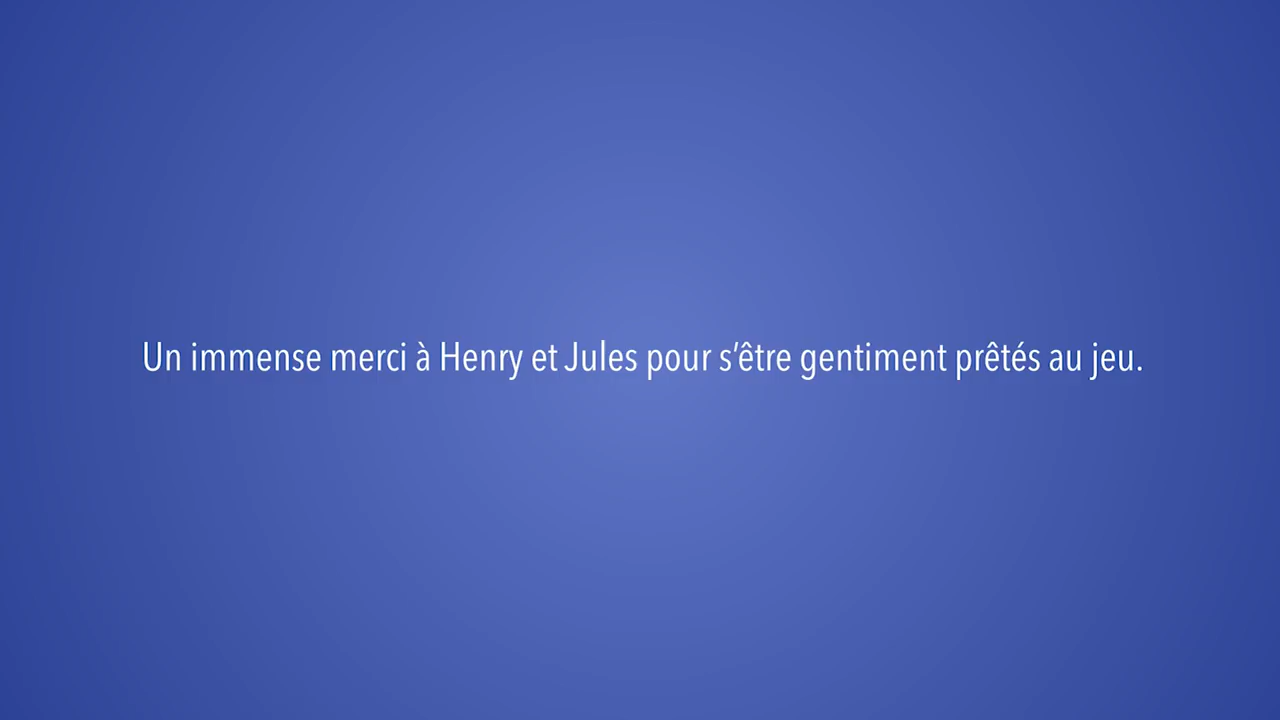 Un immense merci à Henry et Jules pour s’être gentiment prêtés au jeu.